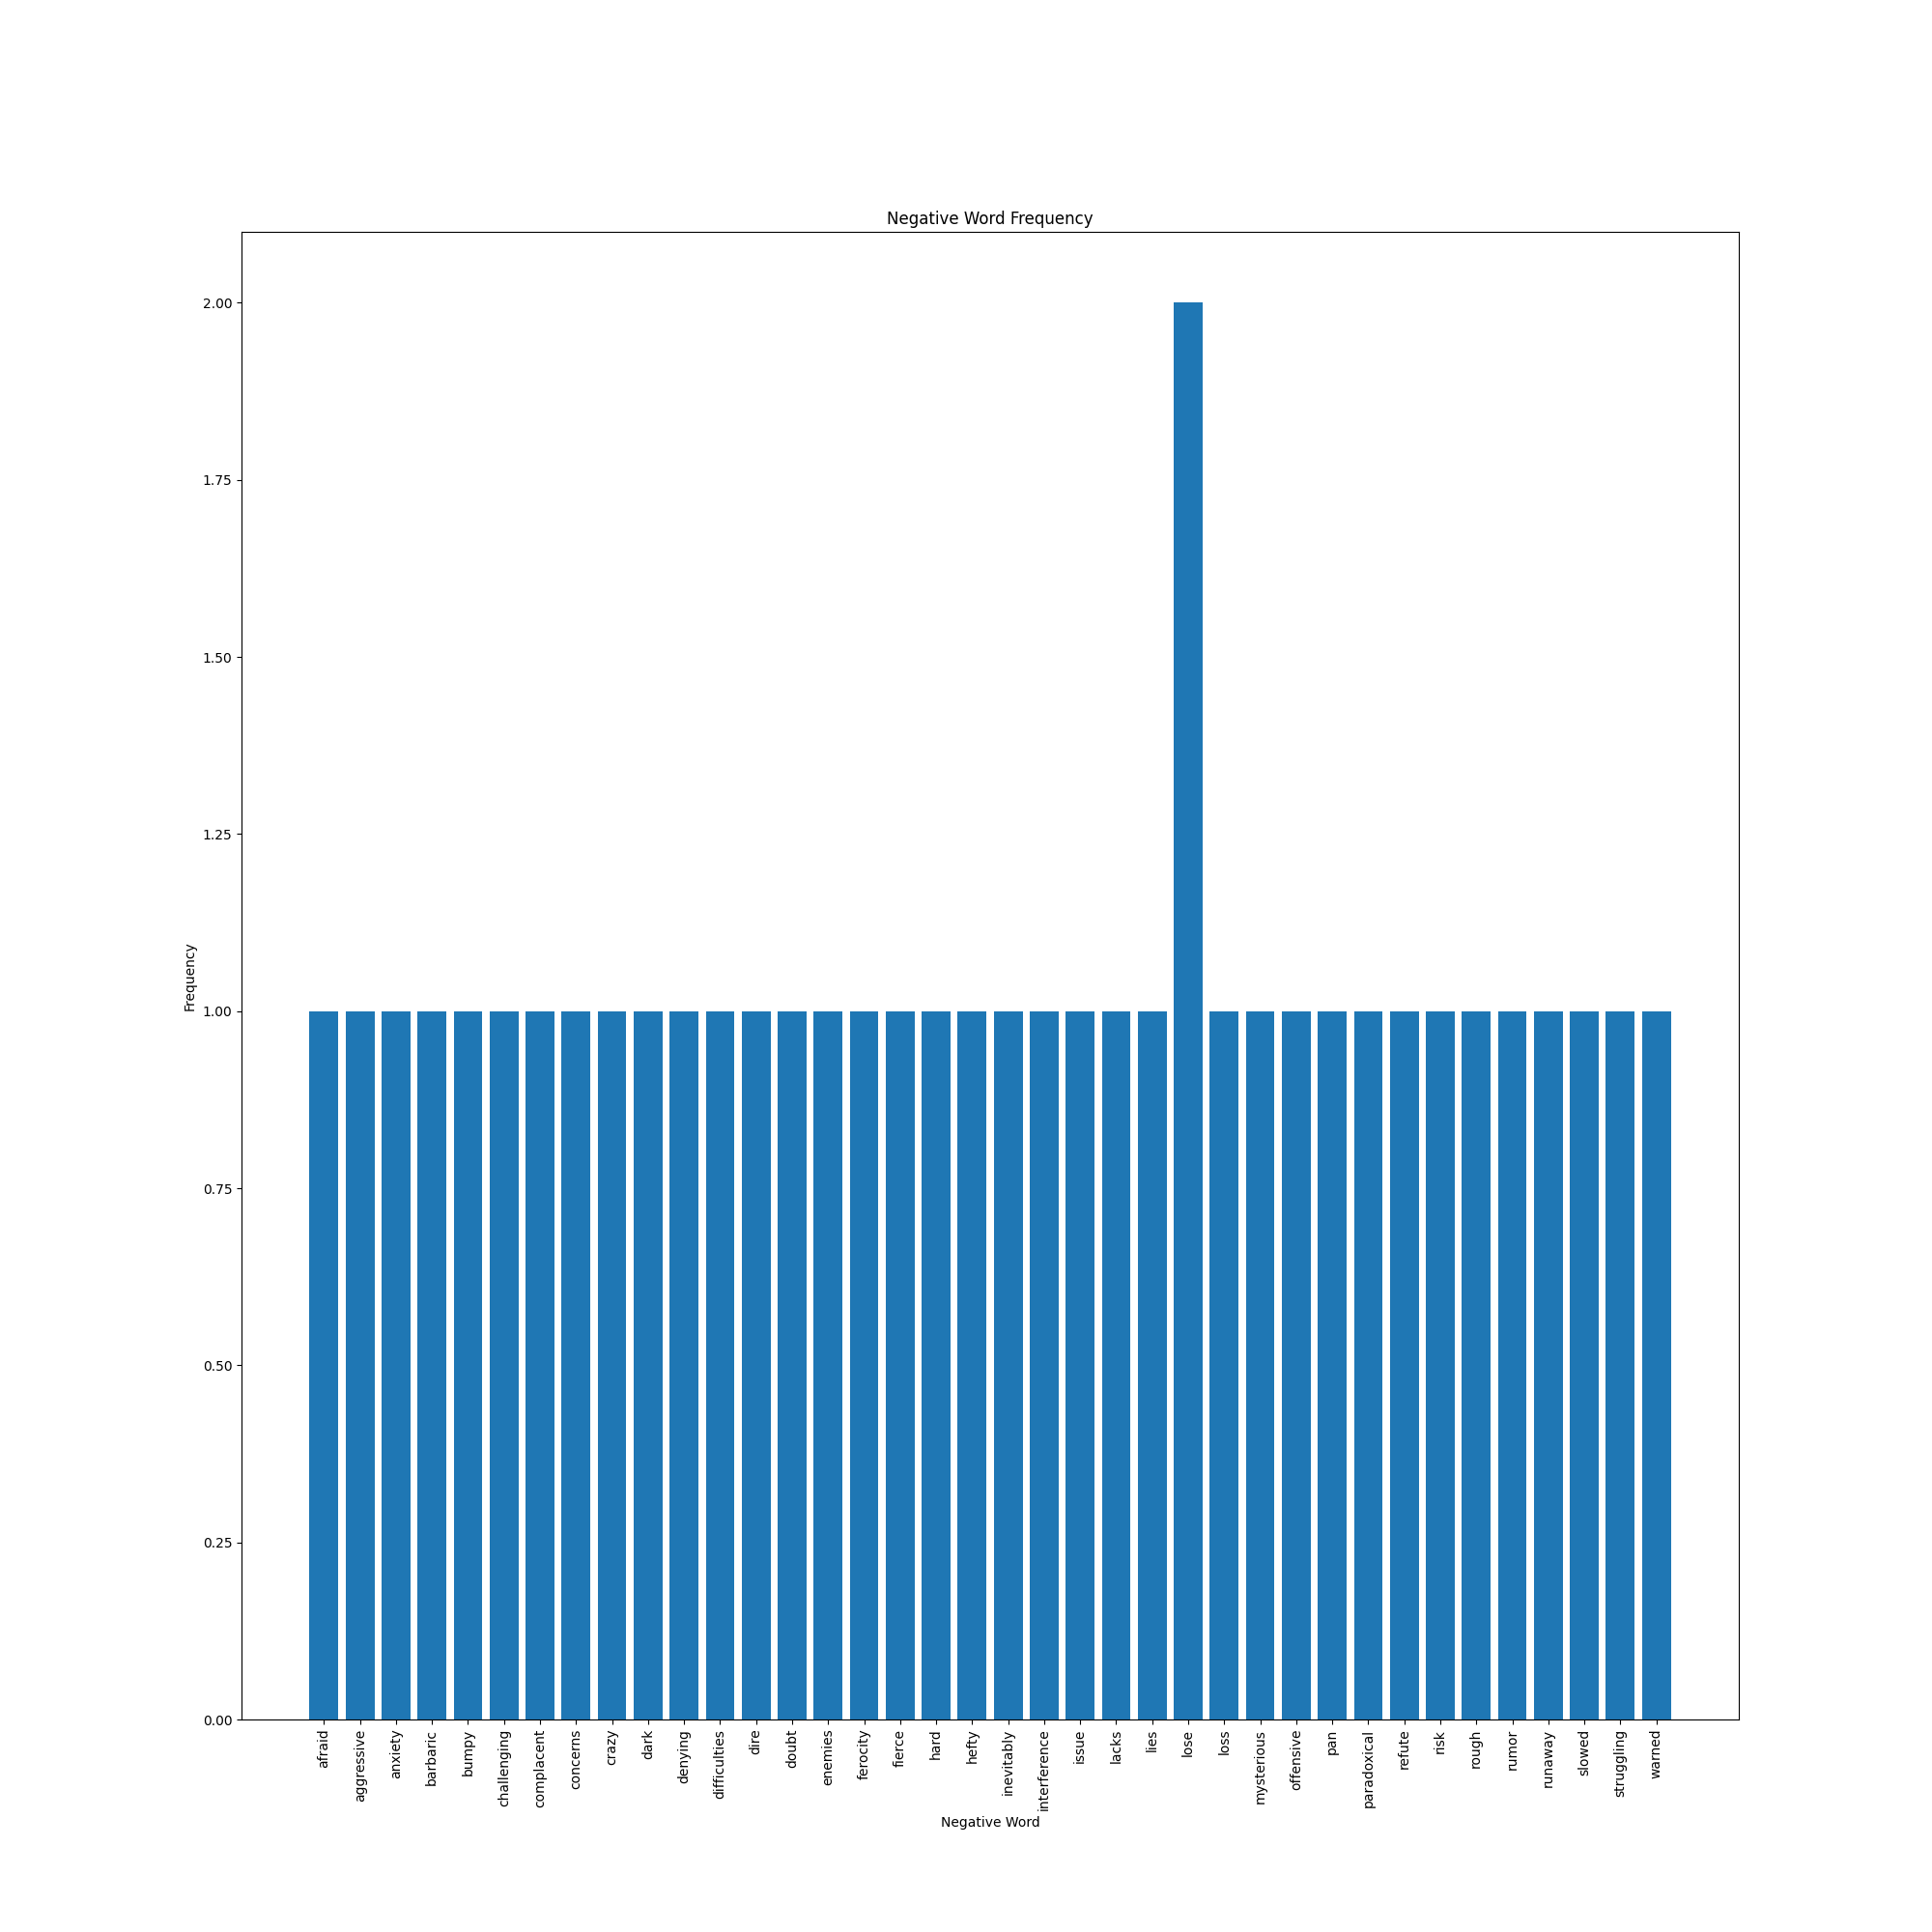 Negative Word Frequency
2.00
1.75
1.50
1.25
1.00
0.75
0.50
0.25
0.00
Frequency
afraid
aggressive
anxiety
barbaric
bumpy
challenging
complacent
concerns
crazy
dark
denying
difficulties
dire
doubt
enemies
ferocity
fierce
hard
hefty
inevitably
interference
issue
lacks
lies
lose
loss
mysterious
offensive
pan
paradoxical
refute
risk
rough
rumor
runaway
slowed
struggling
warned
Negative Word